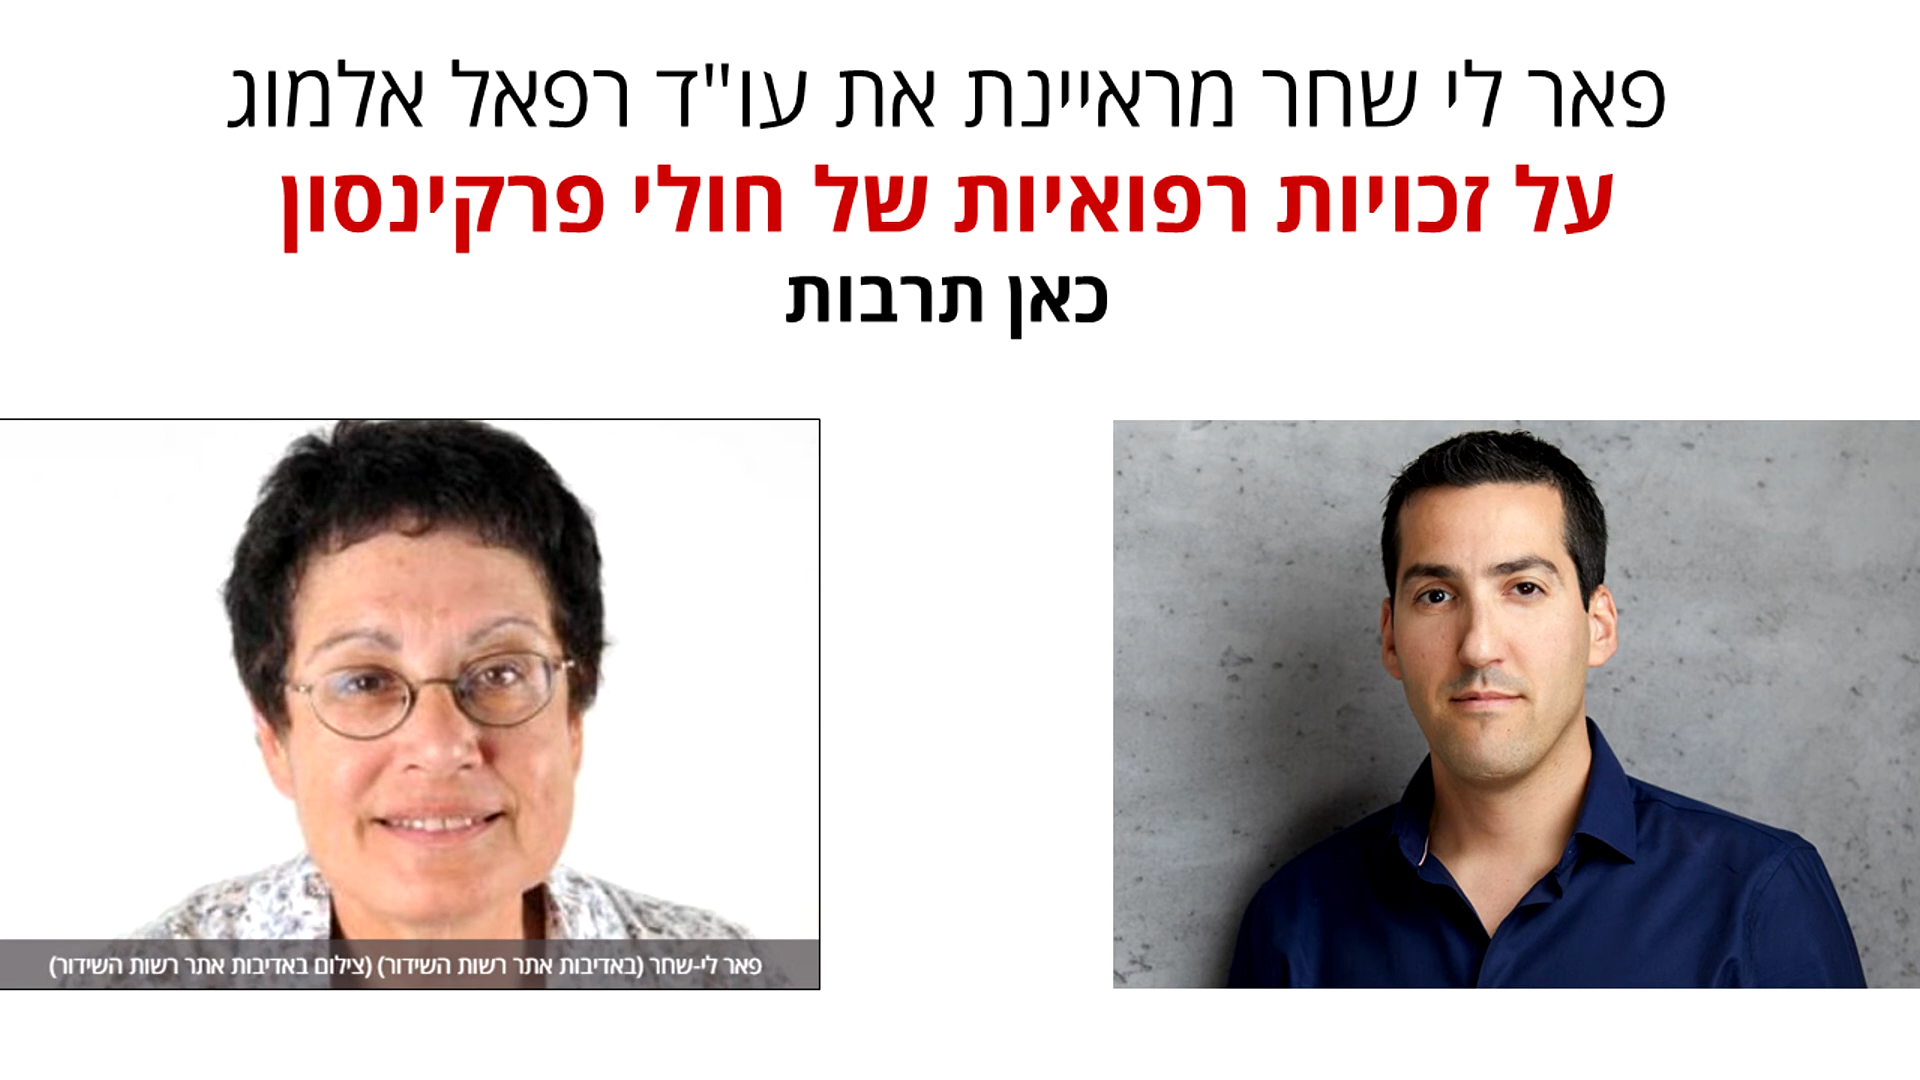 פאר לי שחר מראיינת את עו"ד רפאל אלמוג
על זכויות רפואיות של חולי פרקינסון
כאן תרבות
פאר לי-שחר (באדיבות אתר רשות השידור) (צילום באדיבות אתר רשות השידור)